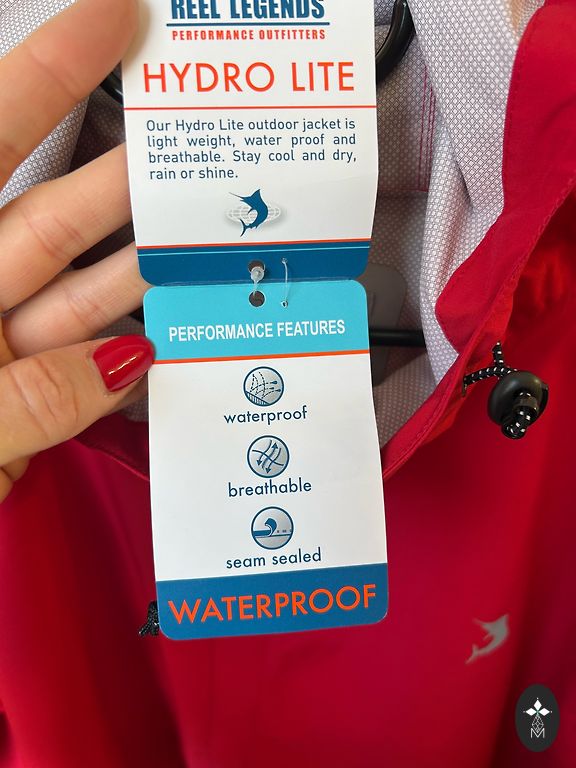 REEL LEGENDS
PERFORMANCE OUTFITTERS
HYDRO LITE
Our Hydro Lite outdoor jacket is
light weight, water proof and
breathable. Stay cool and dry,
rain or shine.
PERFORMANCE FEATURES
waterproof
breathable
seam sealed
WATERPROOF
M